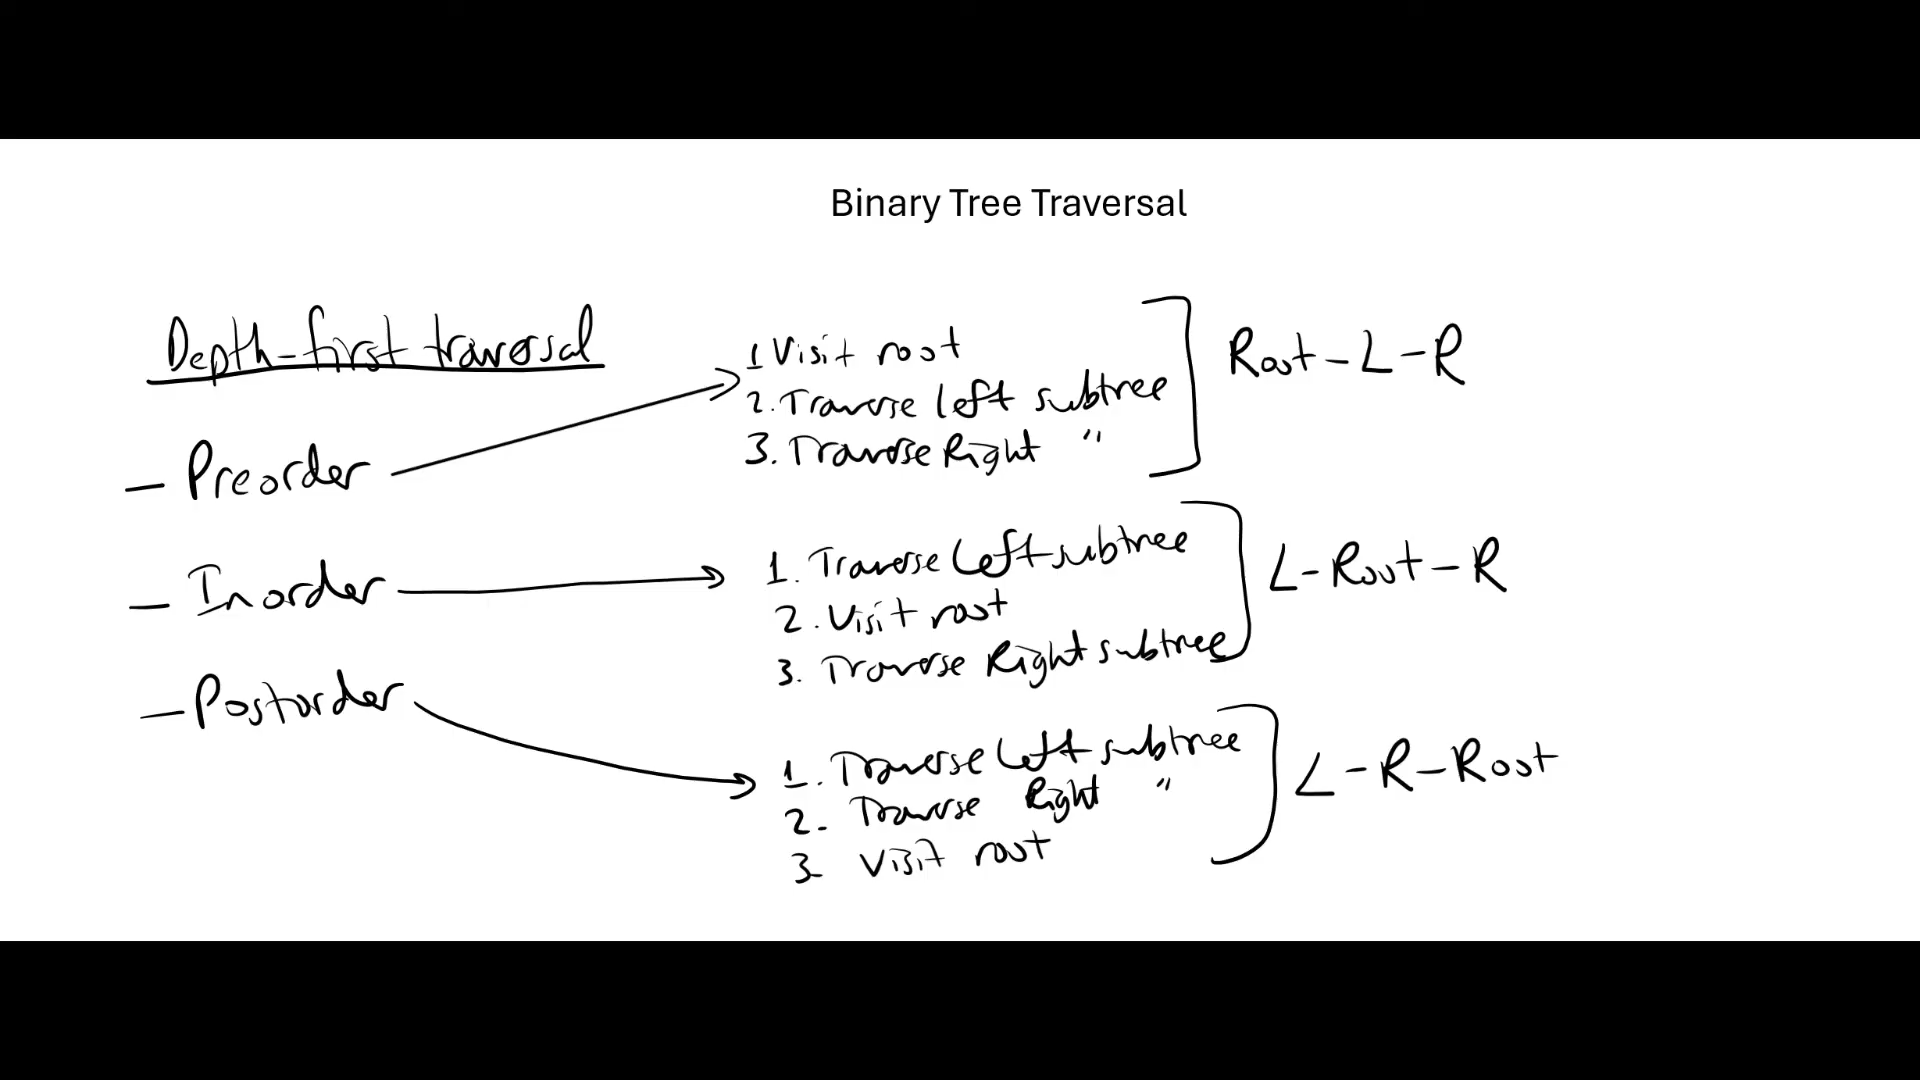 Binary Tree Traversal
Depth-first traversal
- Preorder
1 Visit root
2. Traverse left subtree
3. Traverse Right "
Root-L-R
- Inorder
1. Traverse Left subtree
2. Visit root
3. Traverse Right subtree
L-Root-R
- Postorder
1. Traverse Left subtree
2. Traverse Right "
3. Visit root
L-R-Root